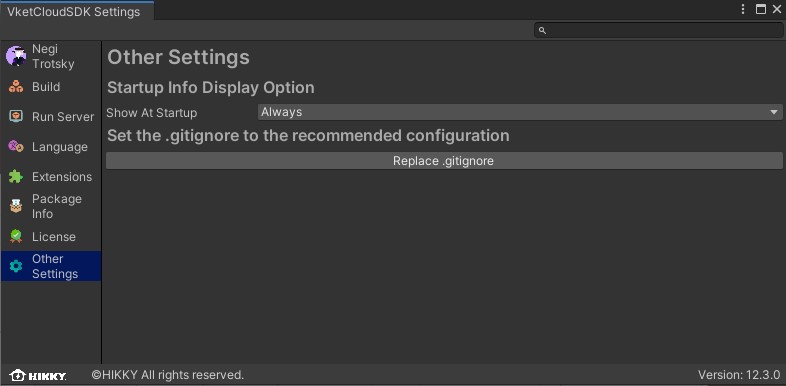 VketCloudSDK Settings
Negi
Trotsky
Build
Run Server
Language
Extensions
Package
Info
License
Other
Settings
Other Settings
Startup Info Display Option
Show At Startup
Always
Set the .gitignore to the recommended configuration
Replace .gitignore
HIKKY
©HIKKY All rights reserved.
Version: 12.3.0